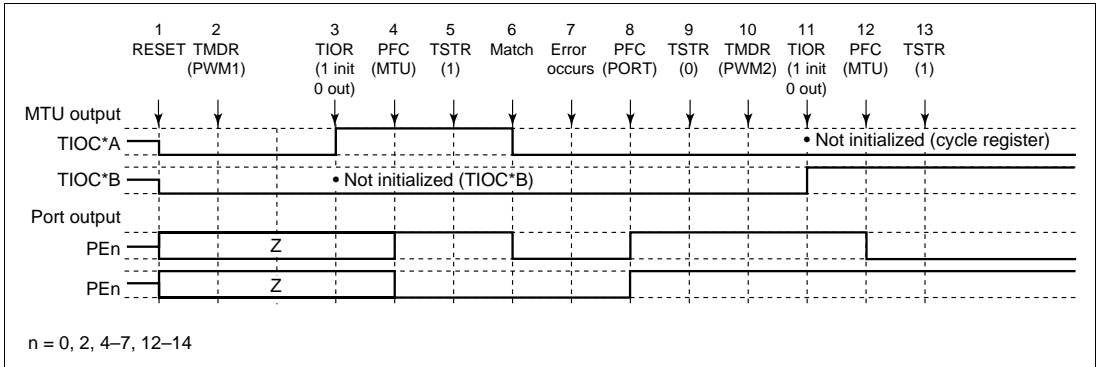 1 2 3 4 5 6 7 8 9 10 11 12 13
RESET TMDR TIOR PFC TSTR Match Error PFC TSTR TMDR TIOR PFC TSTR
(PWM1) (1 init (MTU) (1) occurs (PORT) (0) (PWM2) (1 init (MTU) (1)
0 out) 0 out)
MTU output
TIOC*A • Not initialized (cycle register)
TIOC*B • Not initialized (TIOC*B)
Port output
PEn Z
PEn Z
n = 0, 2, 4–7, 12–14